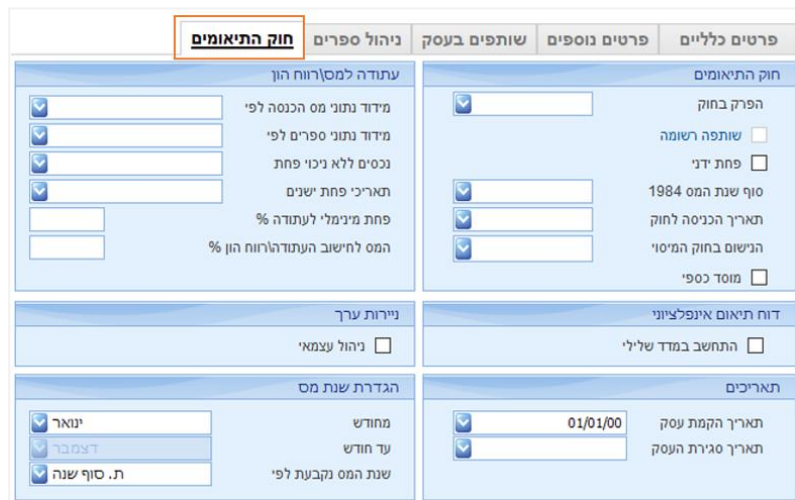 פרטים כלליים
פרטים נוספים
שותפים בעסק
ניהול ספרים
חוק התיאומים
חוק התיאומים
הפרק בחוק
שותפה רשומה
פחת ידני
סוף שנת המס 1984
תאריך הכניסה לחוק
הנישום בחוק המיסוי
מוסד כספי
עתודה למס\רווח הון
מידוד נתוני מס הכנסה לפי
מידוד נתוני ספרים לפי
נכסים ללא ניכוי פחת
תאריכי פחת ישנים
פחת מינימלי לעתודה %
המס לחישוב העתודה\רווח הון %
דוח תיאום אינפלציוני
התחשב במדד שלילי
ניירות ערך
ניהול עצמאי
תאריכים
תאריך הקמת עסק 01/01/00
תאריך סגירת העסק
הגדרת שנת מס
מחודש ינואר
עד חודש דצמבר
שנת המס נקבעת לפי ת. סוף שנה